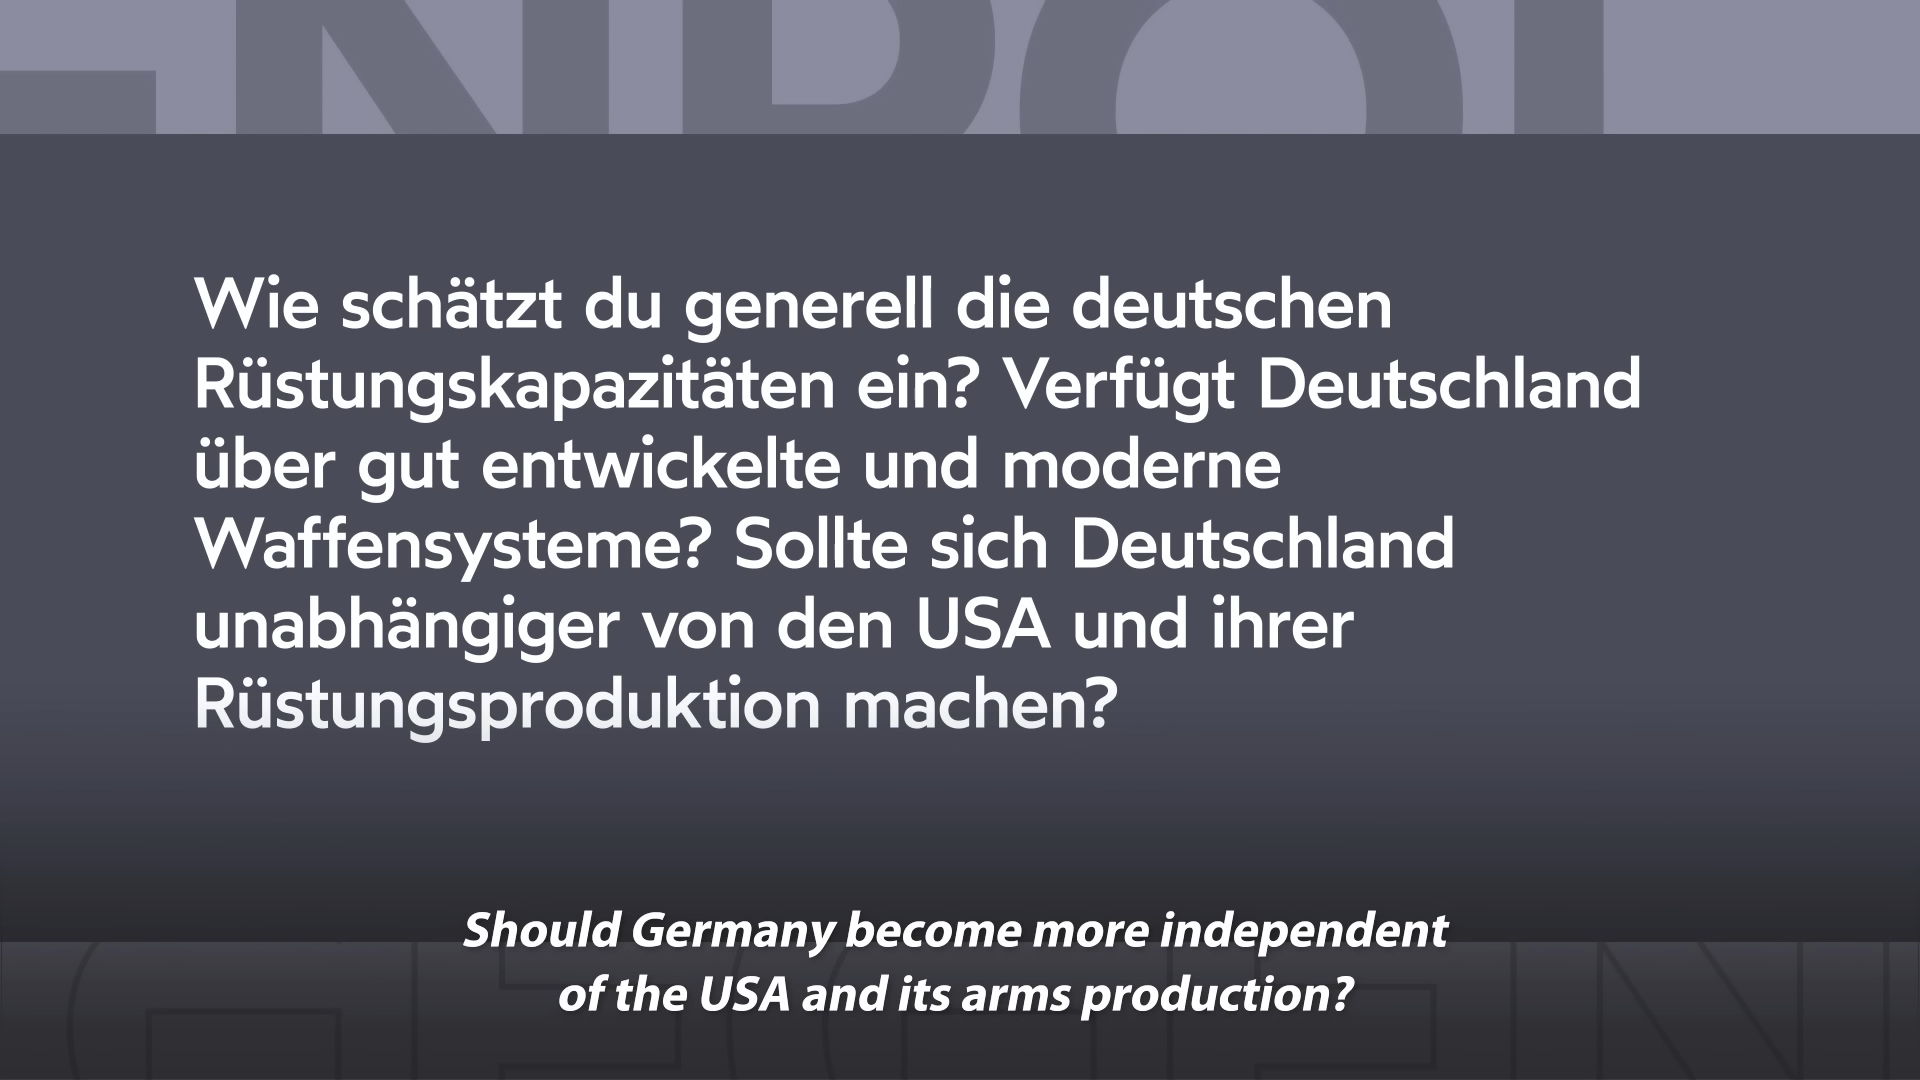 ENPOL
Wie schätzt du generell die deutschen
Rüstungskapazitäten ein? Verfügt Deutschland
über gut entwickelte und moderne
Waffensysteme? Sollte sich Deutschland
unabhängiger von den USA und ihrer
Rüstungsproduktion machen?
Should Germany become more independent
of the USA and its arms production?
GEGEN